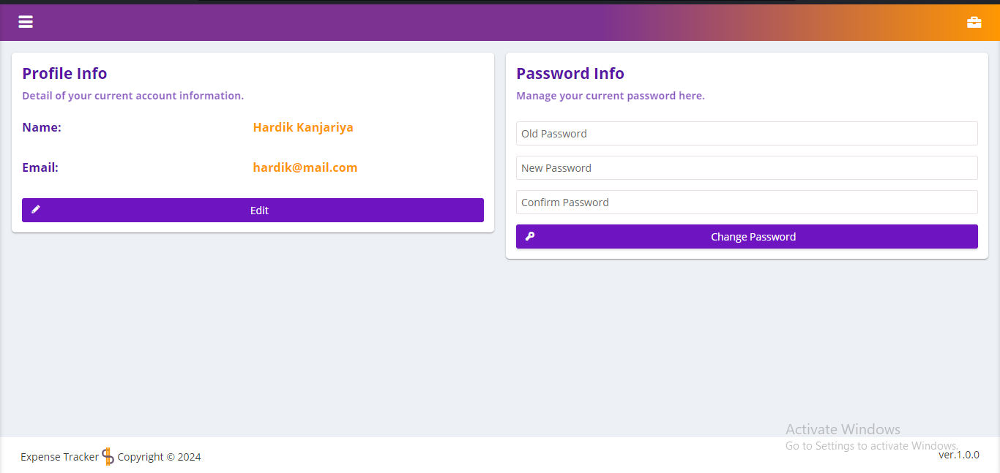 Profile Info
Detail of your current account information.
Name: Hardik Kanjariya
Email: hardik@mail.com
Edit
Password Info
Manage your current password here.
Old Password
New Password
Confirm Password
Change Password
Activate Windows
Go to Settings to activate Windows.
Expense Tracker $ Copyright © 2024
ver.1.0.0